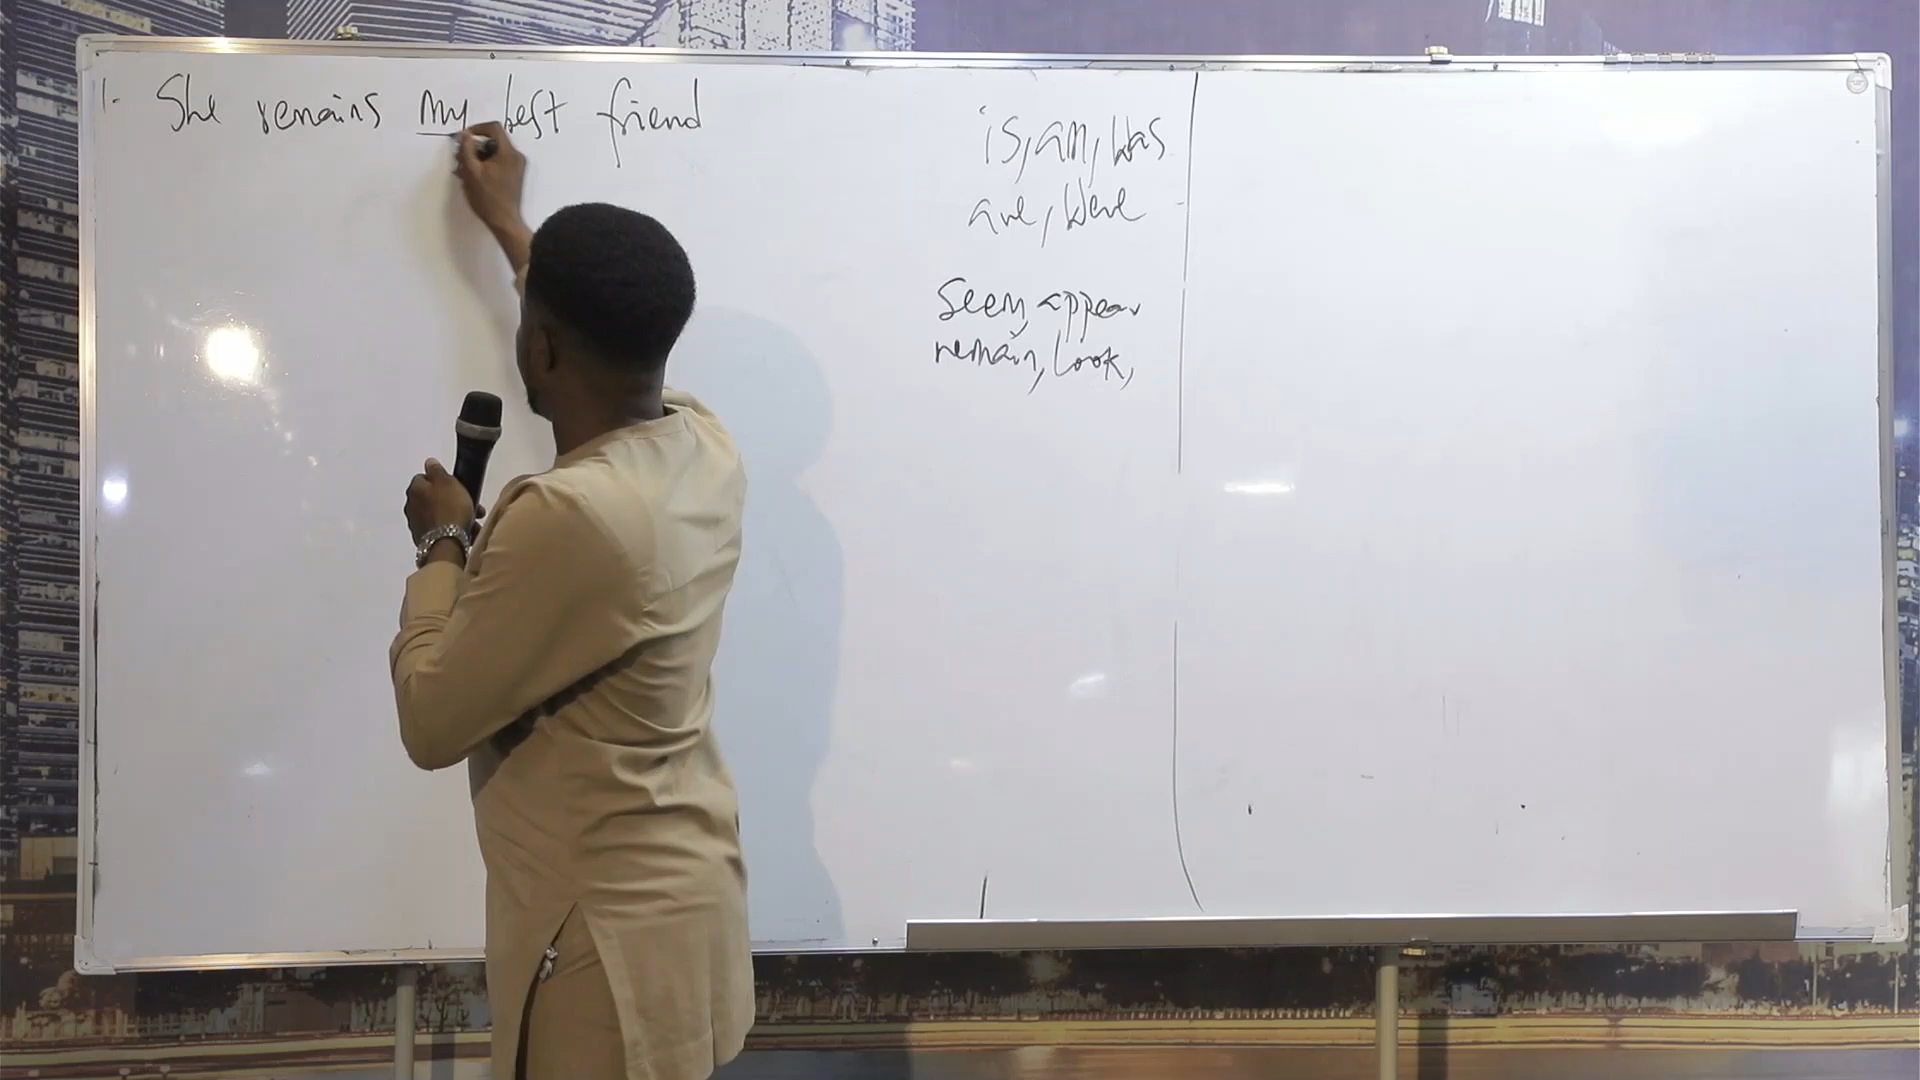 1. She remains my best friend
is, am, was
are, were
seem, appear
remain, look,